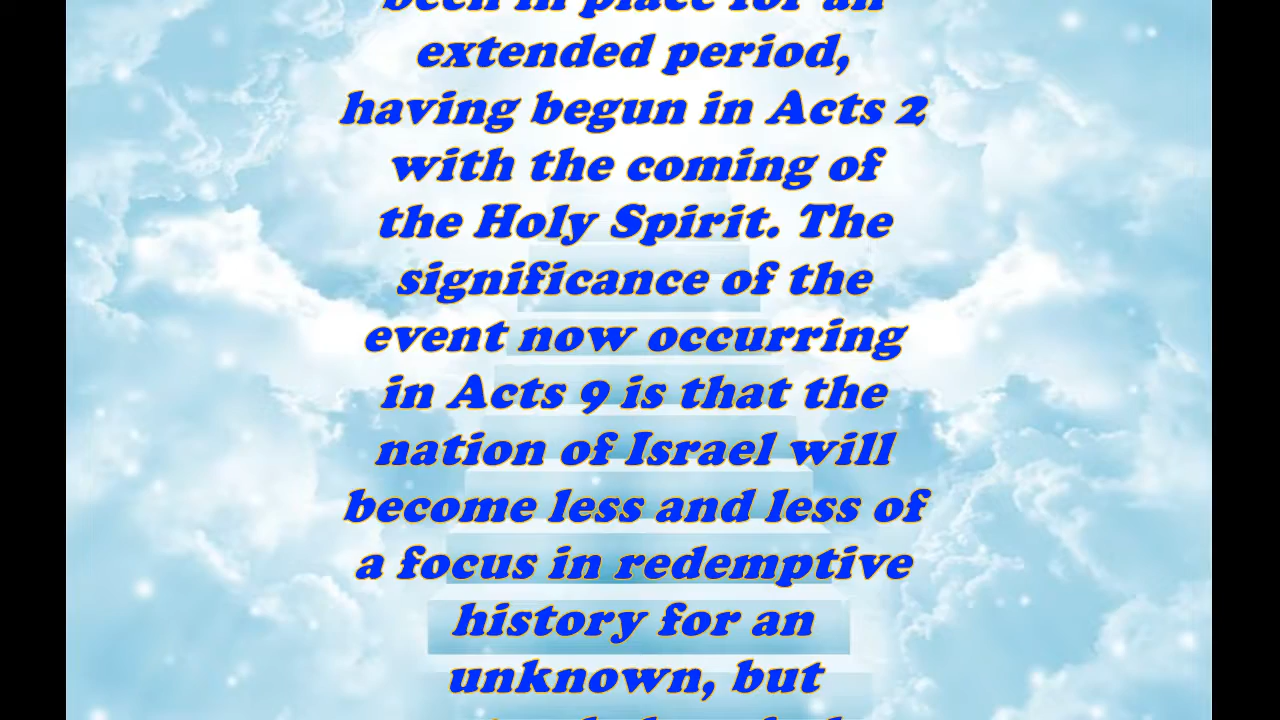 been in place for an
extended period,
having begun in Acts 2
with the coming of
the Holy Spirit. The
significance of the
event now occurring
in Acts 9 is that the
nation of Israel will
become less and less of
a focus in redemptive
history for an
unknown, but